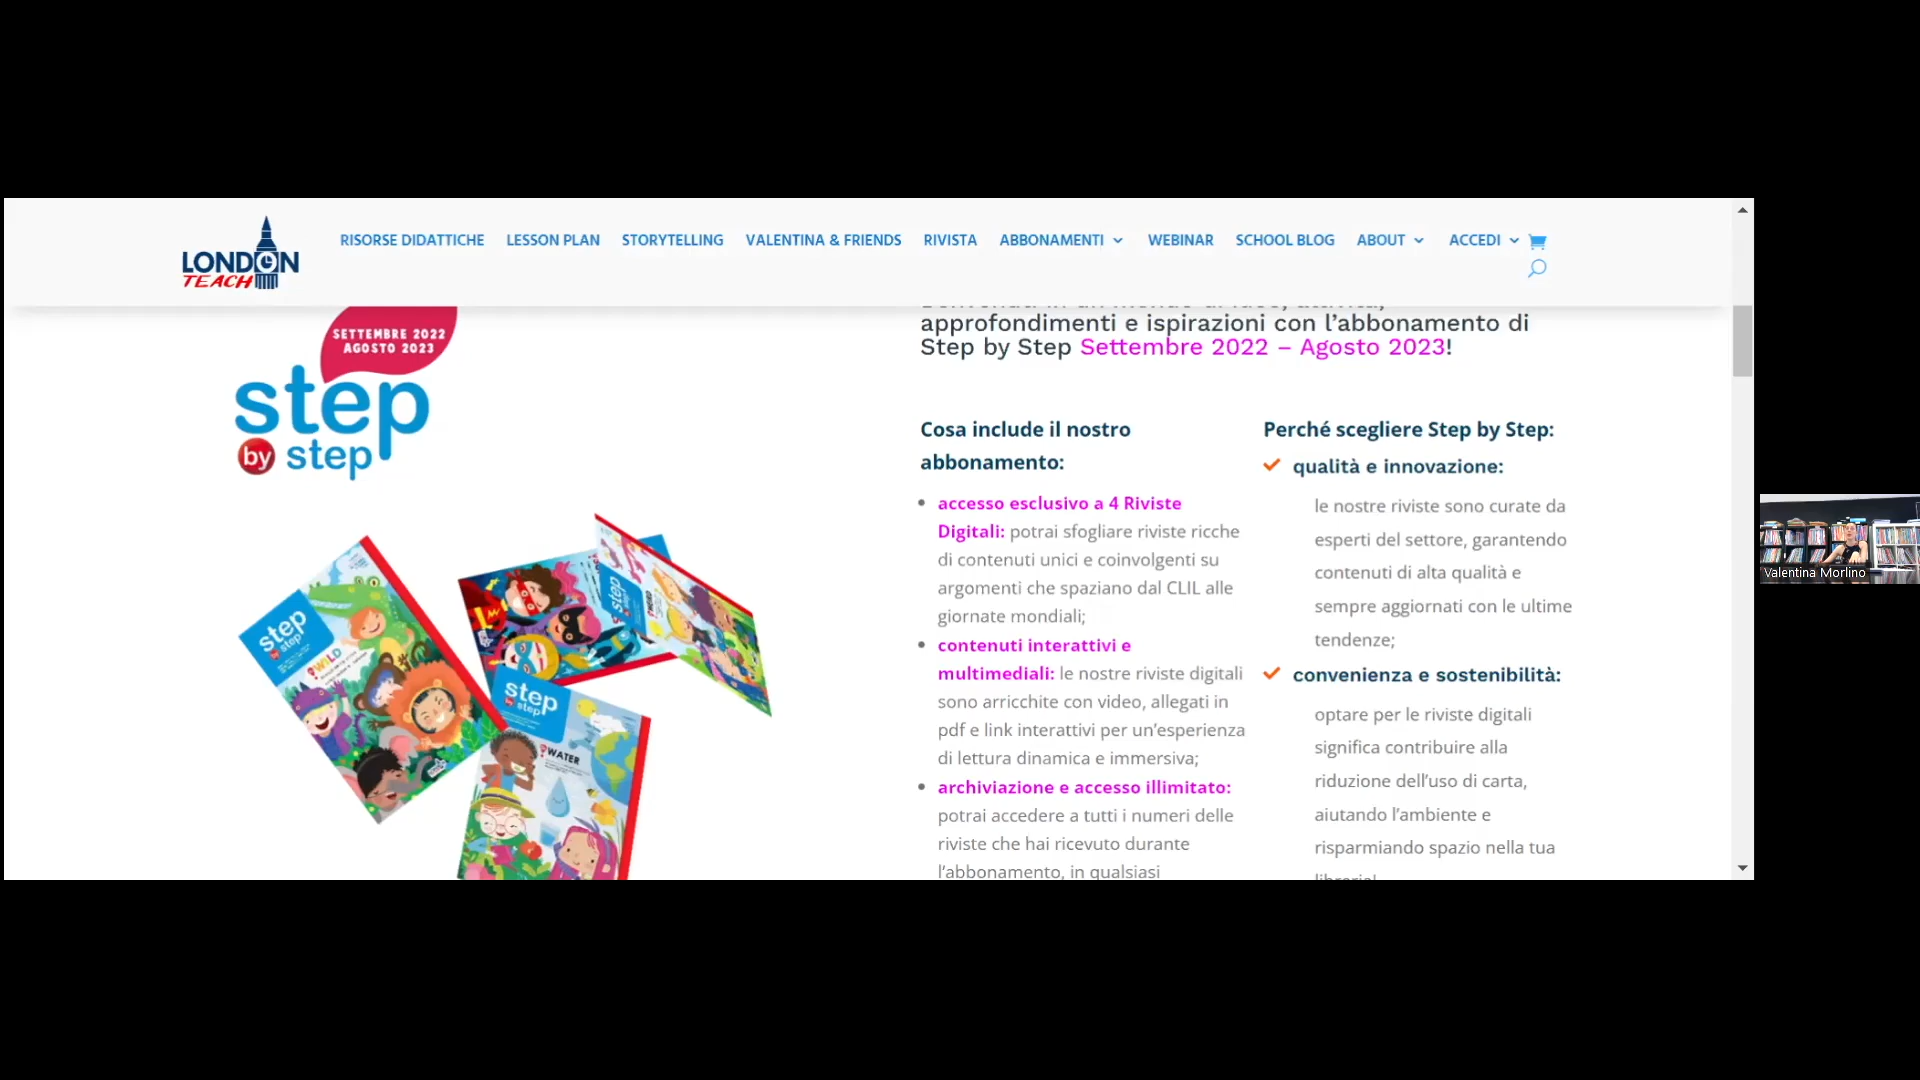 LONDON
TEACH
RISORSE DIDATTICHE
LESSON PLAN
STORYTELLING
VALENTINA & FRIENDS
RIVISTA
ABBONAMENTI
WEBINAR
SCHOOL BLOG
ABOUT
ACCEDI
SETTEMBRE 2022
AGOSTO 2023
step
by step
step
by step
WILD
step
step
by step
WATER
approfondimenti e ispirazioni con l’abbonamento di
Step by Step Settembre 2022 – Agosto 2023!
Cosa include il nostro
abbonamento:
accesso esclusivo a 4 Riviste
Digitali: potrai sfogliare riviste ricche
di contenuti unici e coinvolgenti su
argomenti che spaziano dal CLIL alle
giornate mondiali;
contenuti interattivi e
multimediali: le nostre riviste digitali
sono arricchite con video, allegati in
pdf e link interattivi per un’esperienza
di lettura dinamica e immersiva;
archiviazione e accesso illimitato:
potrai accedere a tutti i numeri delle
riviste che hai ricevuto durante
l’abbonamento, in qualsiasi
Perché scegliere Step by Step:
qualità e innovazione:
le nostre riviste sono curate da
esperti del settore, garantendo
contenuti di alta qualità e
sempre aggiornati con le ultime
tendenze;
convenienza e sostenibilità:
optare per le riviste digitali
significa contribuire alla
riduzione dell’uso di carta,
aiutando l’ambiente e
risparmiando spazio nella tua
Valentina Morlino